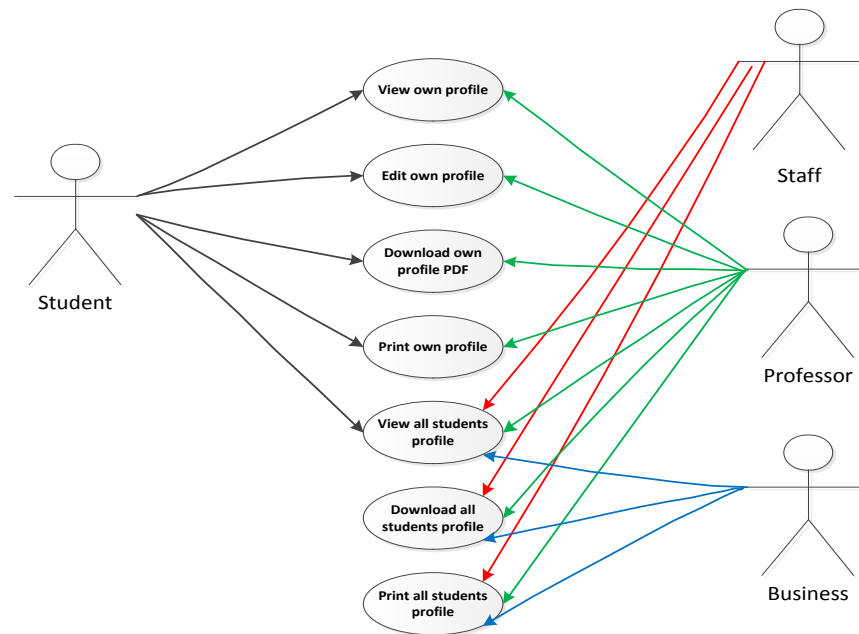 View own profile
Edit own profile
Download own
profile PDF
Print own profile
View all students
profile
Download all
students profile
Print all students
profile
Student
Staff
Professor
Business